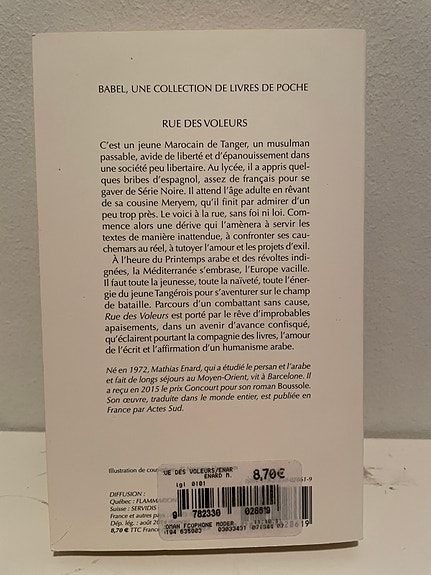 BABEL, UNE COLLECTION DE LIVRES DE POCHE
RUE DES VOLEURS
C'est un jeune Marocain de Tanger, un musulman
passable, avide de liberté et d'épanouissement dans
une société peu libertaire. Au lycée, il a appris quel-
ques bribes d'espagnol, assez de français pour se
gaver de Série Noire. Il attend l'âge adulte en rêvant
de sa cousine Meryem, qu'il finit par admirer d'un
peu trop près. Le voici à la rue, sans foi ni loi. Com-
mence alors une dérive qui l'amènera à servir les
textes de manière inattendue, à confronter ses cau-
chemars au réel, à tutoyer l'amour et les projets d'exil.
À l'heure du Printemps arabe et des révoltes indi-
gnées, la Méditerranée s'embrase, l'Europe vacille.
Il faut toute la jeunesse, toute la naïveté, toute l'éner-
gie du jeune Tangérois pour s'aventurer sur le champ
de bataille. Parcours d'un combattant sans cause,
Rue des Voleurs est porté par le rêve d'improbables
apaisements, dans un avenir d'avance confisqué,
qu'éclairent pourtant la compagnie des livres, l'amour
de l'écrit et l'affirmation d'un humanisme arabe.
Né en 1972, Mathias Enard, qui a étudié le persan et l'arabe
et fait de longs séjours au Moyen-Orient, vit à Barcelone. Il
a reçu en 2015 le prix Goncourt pour son roman Boussole.
Son œuvre, traduite dans le monde entier, est publiée en
France par Actes Sud.
Illustration de cou
UE DES VOLEURS/ENAR
ENARD M.
8,70€
lgl 0101
DIFFUSION :
Québec : FLAMMARION
Suisse : SERVIDIS
France et autres pa
Dép. lég. : août 20
8,70 € TTC France
9 782330 028619
OMAN FCOPHONE MODER
03033431